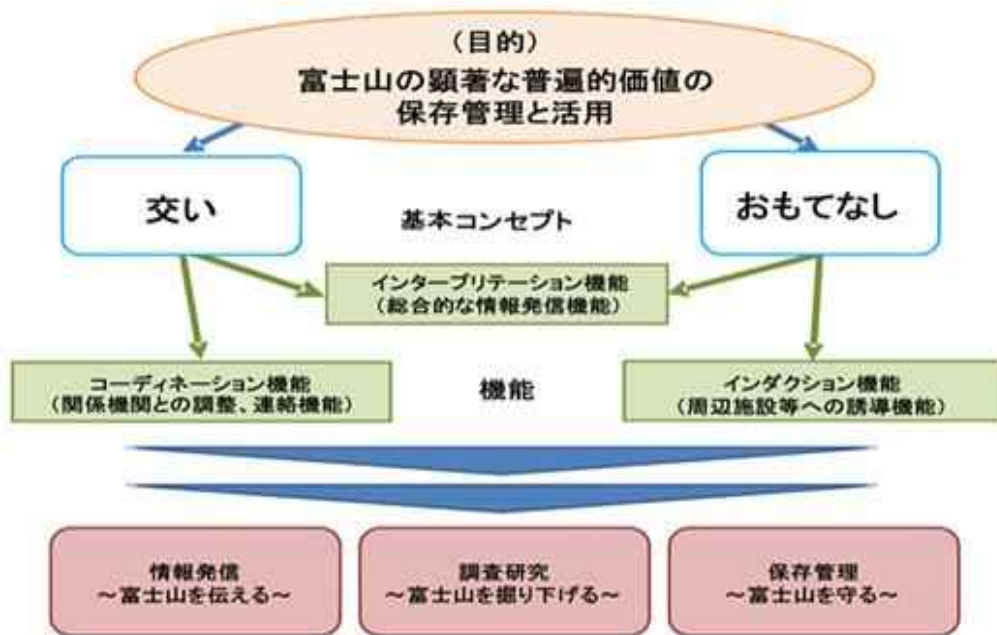 （目的）
富士山の顕著な普遍的価値の
保存管理と活用
交い
おもてなし
基本コンセプト
インタープリテーション機能
（総合的な情報発信機能）
コーディネーション機能
（関係機関との調整、連絡機能）
機能
インダクション機能
（周辺施設等への誘導機能）
情報発信
～富士山を伝える～
調査研究
～富士山を掘り下げる～
保存管理
～富士山を守る～